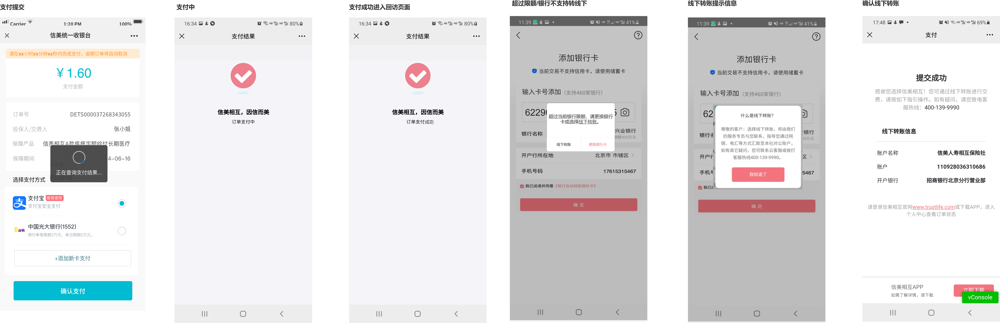 支付提交
Carrier
1:20 PM
100%
信美统一收银台
请在xx小时xx分钟xx秒内完成支付，逾期订单将自动取消
¥ 1.60
支付金额
订单号
DETS000037268343055
投保人/交费人
张小姐
保障产品
信美相互A款疾病定额给付长期医疗
保障期间
4-06-16
正在查询支付结果...
选择支付方式
行(5515)
支付宝
推荐使用
支付宝安全支付
Bank
中国光大银行(1552)
银行单笔限额2万元，单日限额2万元。
+添加新卡支付
确认支付
支付中
16:34
80%
支付结果
信美相互，因信而美
订单支付中
支付成功进入回访页面
16:34
80%
支付结果
信美相互，因信而美
订单支付成功
超过限额/银行不支持转线下
11:39
41%
添加银行卡
当前交易不支持信用卡，请使用储蓄卡
输入卡号添加（支持460家银行）
6229
5
超过当前银行限额，请更换银行
卡或选择线下转账。
线下转账
更换银行卡
银行名称
兴业银行
限额100万元
开户行所在地
北京市 市辖区
手机号码
17615315467
我已阅读并同意《银行自动转账授权书》
确 定
线下转账提示信息
11:39
41%
添加银行卡
当前交易不支持信用卡，请使用储蓄卡
输入卡号添加（支持460家银行）
62
什么是线下转账？
尊敬的客户：选择线下转账，将由我们
的服务专员与您联系，指导您通过网
银、电汇等方式汇款至本社对公账户，
如有其它疑问，您可联系云客服或拨打
客服热线400-139-9990。
我知道了
银行
00万元
开户行
区
手机号
5467
我已
确 定
确认线下转账
17:48
69%
支付
提交成功
感谢您选择信美相互！您可通过线下转账进行交
费，请按如下指引操作。如有疑问，请您致电客
服热线：400-139-9990
线下转账信息
账户名称
信美人寿相互保险社
账户
110928036310686
开户银行
招商银行北京分行营业部
请登录信美相互官网www.trustlife.com或下载APP，进入
个人中心查看订单状态
信美相互APP
如需了解详情，请下载
立即下载
vConsole